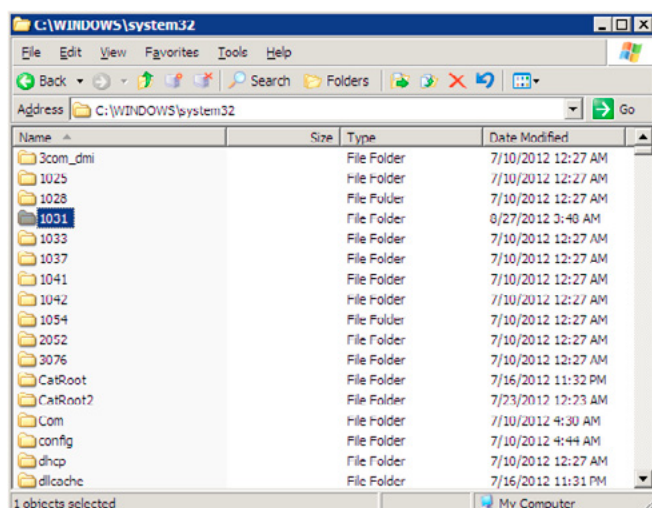 C:\WINDOWS\system32
File Edit View Favorites Tools Help
Back Search Folders
Address C:\WINDOWS\system32 Go
Name Size Type Date Modified
3com_dmi File Folder 7/10/2012 12:27 AM
1025 File Folder 7/10/2012 12:27 AM
1028 File Folder 7/10/2012 12:27 AM
1031 File Folder 8/27/2012 3:48 AM
1033 File Folder 7/10/2012 12:27 AM
1037 File Folder 7/10/2012 12:27 AM
1041 File Folder 7/10/2012 12:27 AM
1042 File Folder 7/10/2012 12:27 AM
1054 File Folder 7/10/2012 12:27 AM
2052 File Folder 7/10/2012 12:27 AM
3076 File Folder 7/10/2012 12:27 AM
CatRoot File Folder 7/16/2012 11:32 PM
CatRoot2 File Folder 7/23/2012 12:23 AM
Com File Folder 7/10/2012 4:30 AM
config File Folder 7/10/2012 4:44 AM
dhcp File Folder 7/10/2012 12:27 AM
dllcache File Folder 7/16/2012 11:31 PM
1 objects selected My Computer